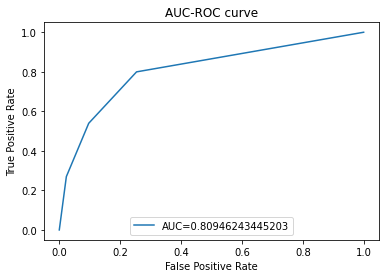 AUC-ROC curve
True Positive Rate
1.0
0.8
0.6
0.4
0.2
0.0
AUC=0.80946243445203
0.0 0.2 0.4 0.6 0.8 1.0
False Positive Rate